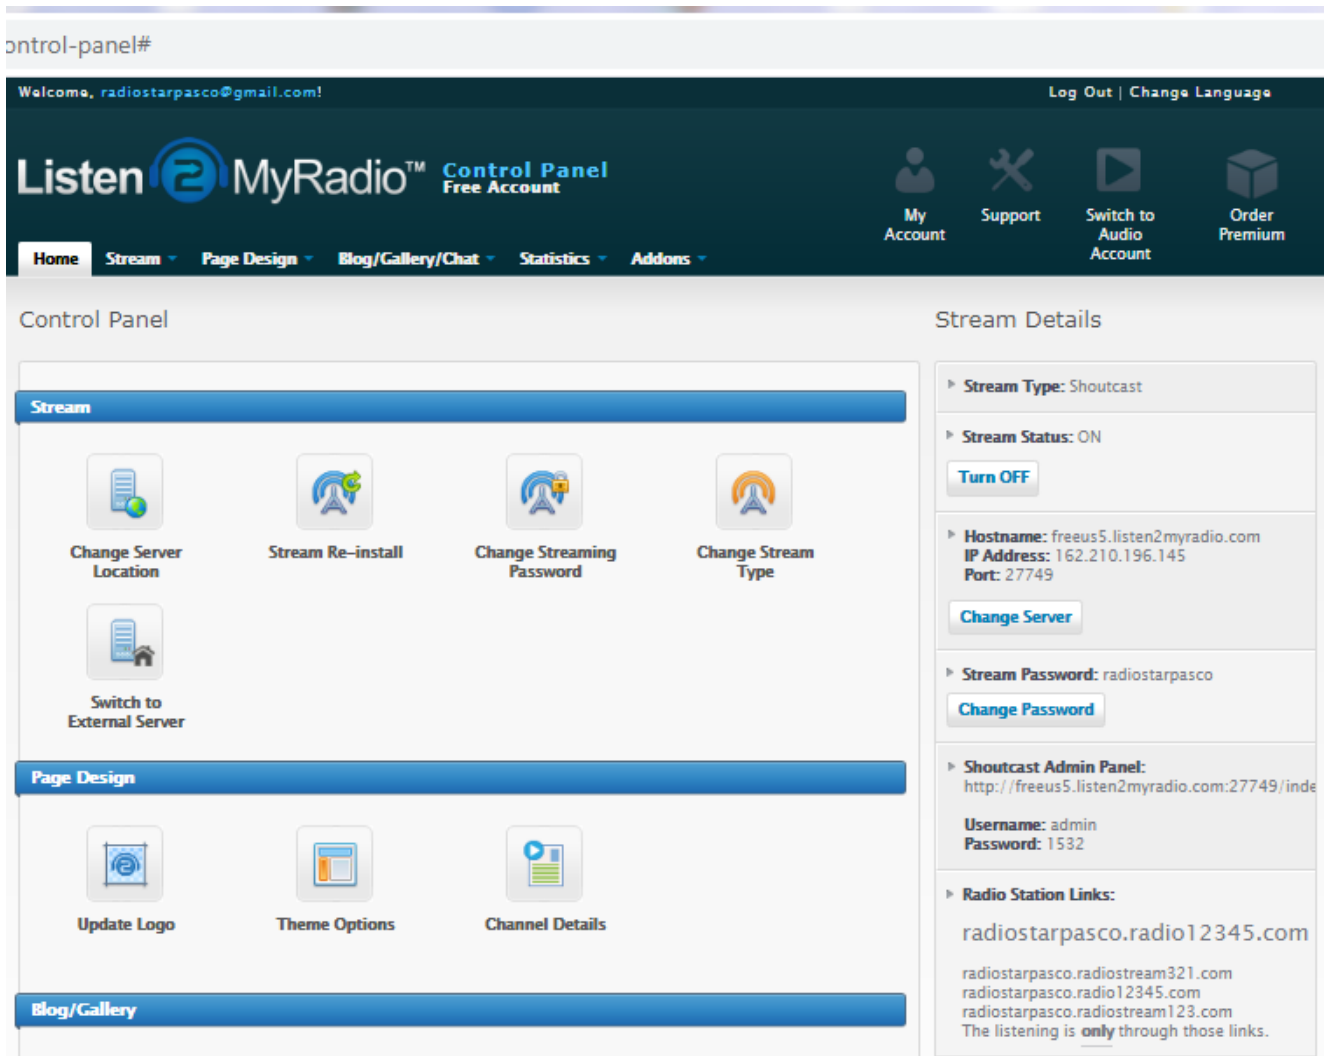 ontrol-panel#
Welcome, radiostarpasco@gmail.com!
Log Out | Change Language
Listen 2 MyRadio™ Control Panel
Free Account
My
Account
Support
Switch to
Audio
Account
Order
Premium
Home Stream Page Design Blog/Gallery/Chat Statistics Addons
Control Panel
Stream
Change Server
Location
Stream Re-install
Change Streaming
Password
Change Stream
Type
Switch to
External Server
Page Design
Update Logo
Theme Options
Channel Details
Blog/Gallery
Stream Details
Stream Type: Shoutcast
Stream Status: ON
Turn OFF
Hostname: freeus5.listen2myradio.com
IP Address: 162.210.196.145
Port: 27749
Change Server
Stream Password: radiostarpasco
Change Password
Shoutcast Admin Panel:
http://freeus5.listen2myradio.com:27749/inde
Username: admin
Password: 1532
Radio Station Links:
radiostarpasco.radio12345.com
radiostarpasco.radiostream321.com
radiostarpasco.radio12345.com
radiostarpasco.radiostream123.com
The listening is only through those links.